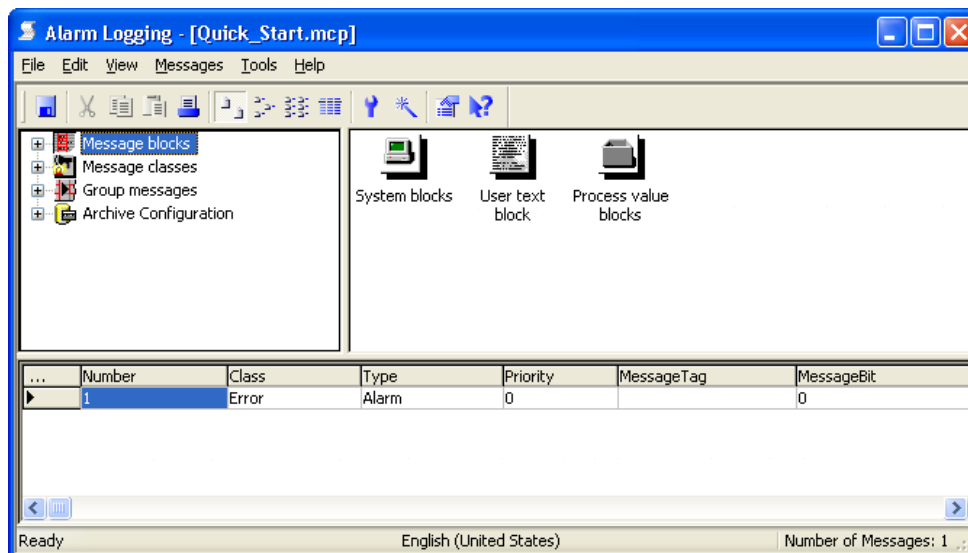 Alarm Logging - [Quick_Start.mcp]
File Edit View Messages Tools Help
Message blocks
Message classes
Group messages
Archive Configuration
System blocks
User text
block
Process value
blocks
... Number Class Type Priority MessageTag MessageBit
1 Error Alarm 0 0
Ready English (United States) Number of Messages: 1